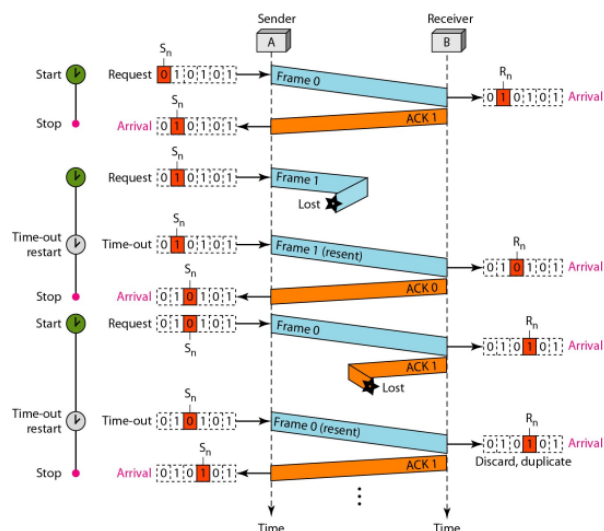 Sender Receiver
A B
Sn
Start Request 0 1 0 1 0 1 Frame 0
Rn
0 1 0 1 0 1 Arrival
Sn
Stop Arrival 0 1 0 1 0 1 ACK 1
Sn
Request 0 1 0 1 0 1 Frame 1
Lost
Sn
Time-out
restart
Time-out 0 1 0 1 0 1 Frame 1 (resent)
Rn
0 1 0 1 0 1 Arrival
Sn
Stop Arrival 0 1 0 1 0 1 ACK 0
Start Request 0 1 0 1 0 1 Frame 0
Sn
Rn
0 1 0 1 0 1 Arrival
ACK 1
Lost
Sn
Time-out
restart
Time-out 0 1 0 1 0 1 Frame 0 (resent)
Rn
0 1 0 1 0 1 Arrival
Discard, duplicate
Sn
Stop Arrival 0 1 0 1 0 1 ACK 1
Time Time